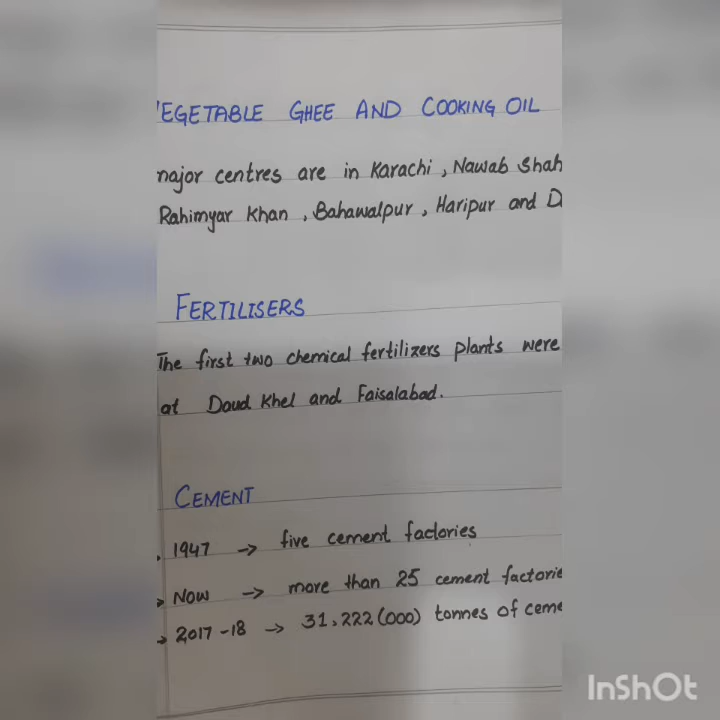 VEGETABLE GHEE AND COOKING OIL
major centres are in Karachi, Nawab Shah
Rahimyar Khan, Bahawalpur, Haripur and D
FERTILISERS
The first two chemical fertilizers plants were
at Daud Khel and Faisalabad.
CEMENT
1947 → five cement factories
Now → more than 25 cement factorie
2017-18 → 31,222(000) tonnes of ceme
InShOt